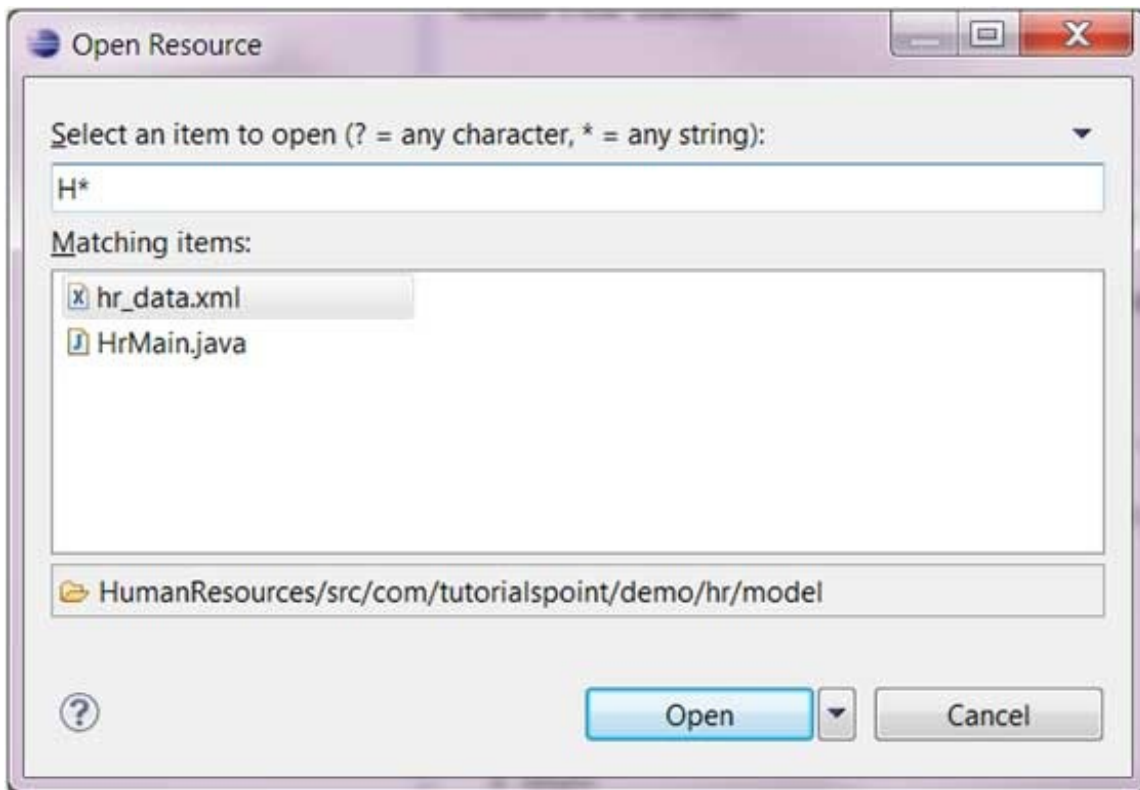 Open Resource
Select an item to open (? = any character, * = any string):
H*
Matching items:
hr_data.xml
HrMain.java
HumanResources/src/com/tutorialspoint/demo/hr/model
Open
Cancel